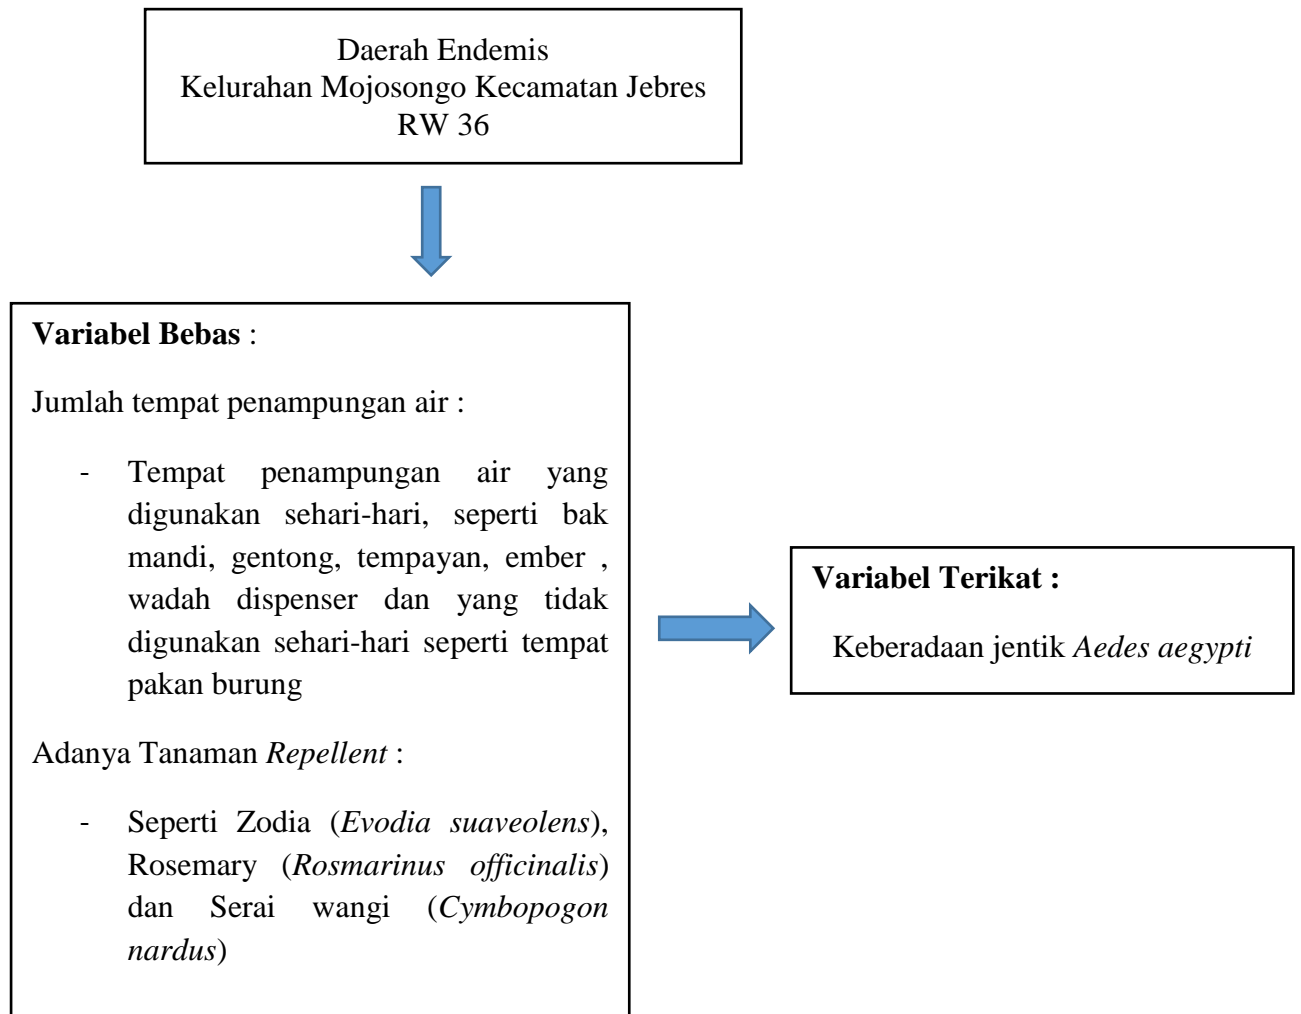 Daerah Endemis
Kelurahan Mojosongo Kecamatan Jebres
RW 36
Variabel Bebas :
Jumlah tempat penampungan air :
- Tempat penampungan air yang
digunakan sehari-hari, seperti bak
mandi, gentong, tempayan, ember ,
wadah dispenser dan yang tidak
digunakan sehari-hari seperti tempat
pakan burung
Adanya Tanaman Repellent :
- Seperti Zodia (Evodia suaveolens),
Rosemary (Rosmarinus officinalis)
dan Serai wangi (Cymbopogon
nardus)
Variabel Terikat :
Keberadaan jentik Aedes aegypti